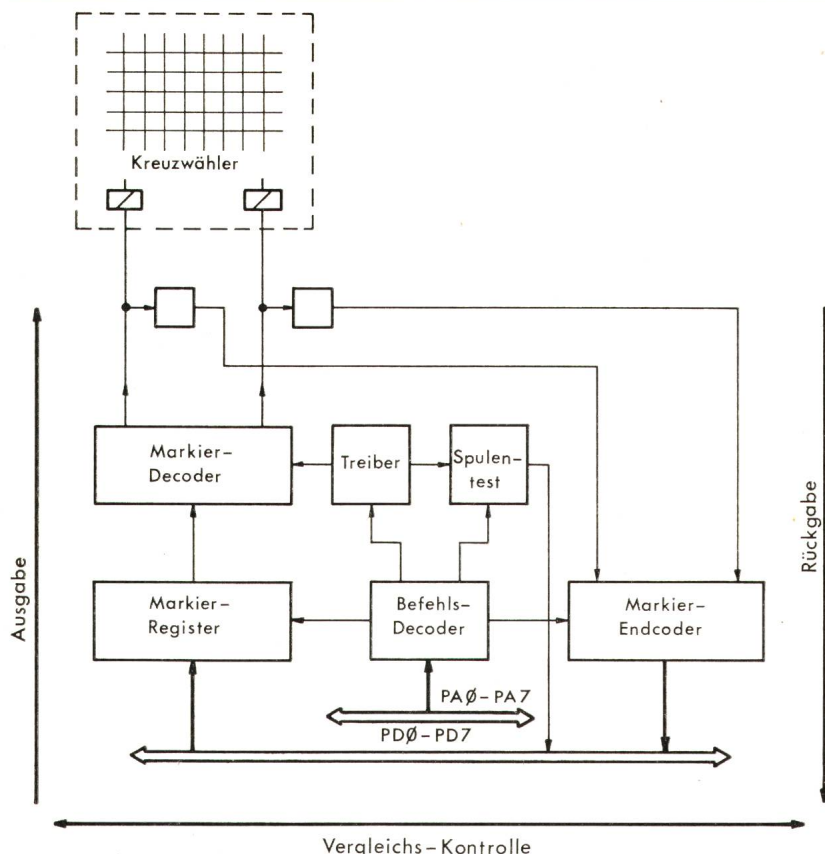 Kreuzwähler
Markier-
Decoder
Treiber
Spulen-
test
Markier-
Register
Befehls-
Decoder
Markier-
Endcoder
PAØ-PA7
PDØ-PD7
Ausgabe
Rückgabe
Vergleichs-Kontrolle